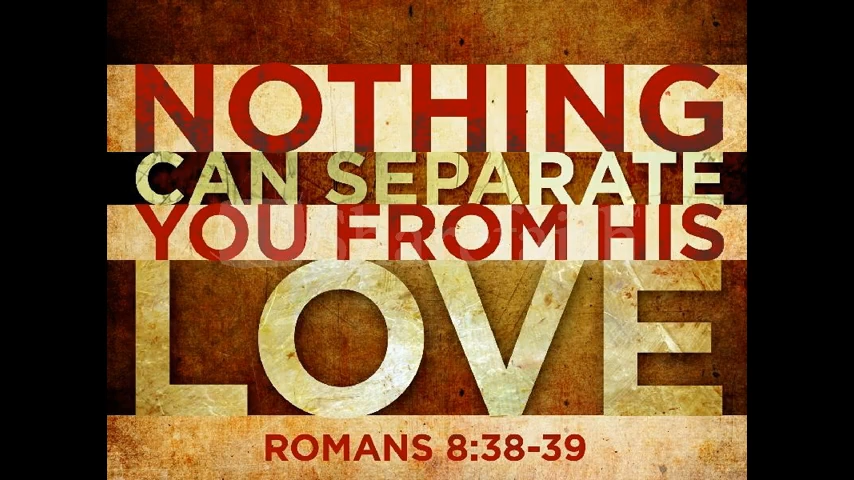 NOTHING
CAN SEPARATE
YOU FROM HIS
LOVE
ROMANS 8:38-39